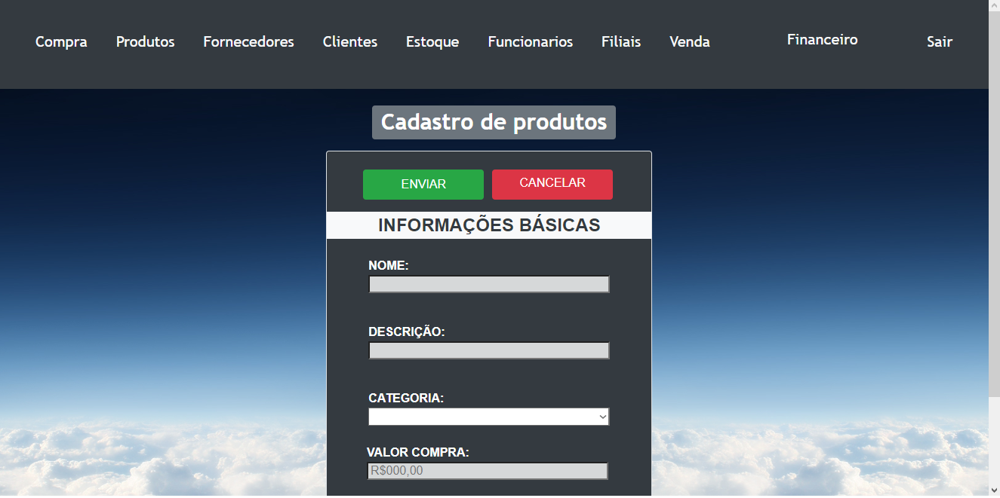 Compra Produtos Fornecedores Clientes Estoque Funcionarios Filiais Venda Financeiro Sair
Cadastro de produtos
ENVIAR CANCELAR
INFORMAÇÕES BÁSICAS
NOME:
DESCRIÇÃO:
CATEGORIA:
VALOR COMPRA:
R$000,00